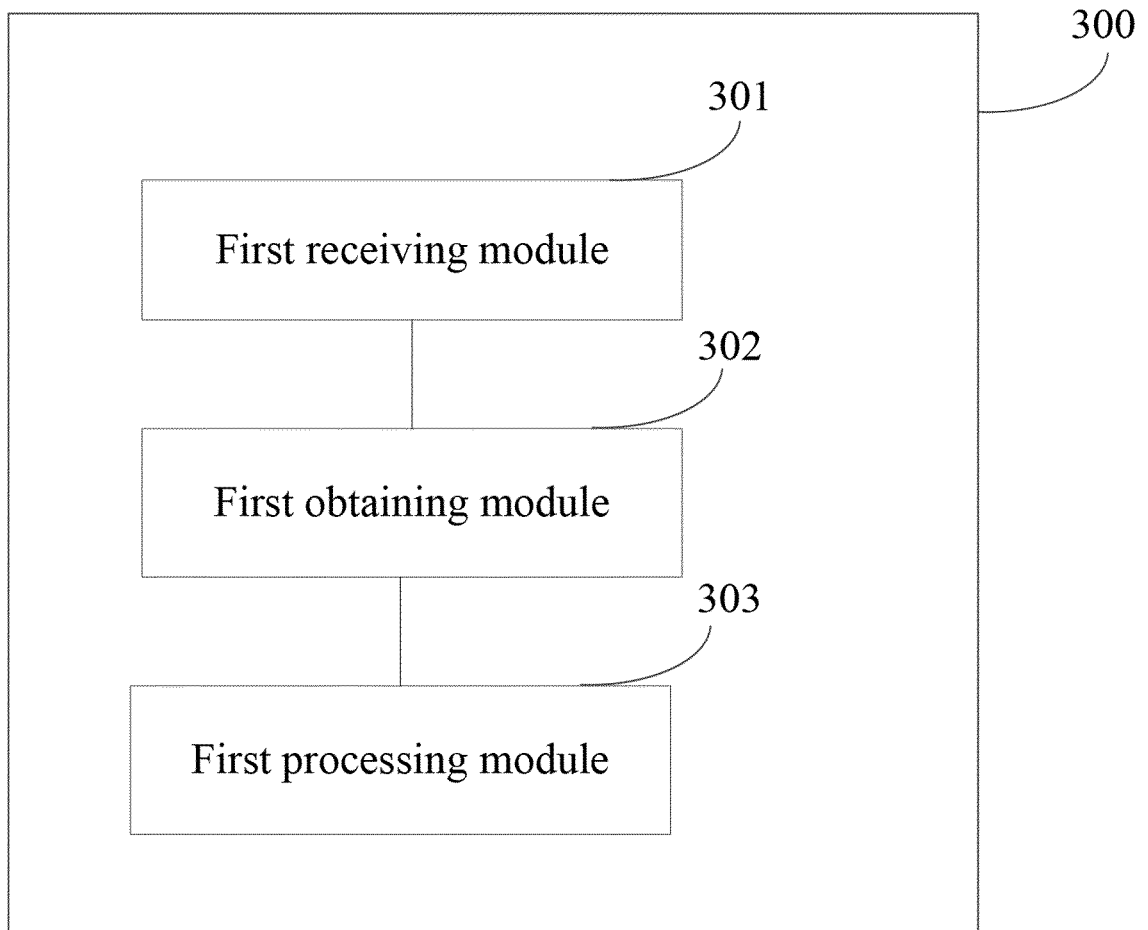 300
301
First receiving module
302
First obtaining module
303
First processing module